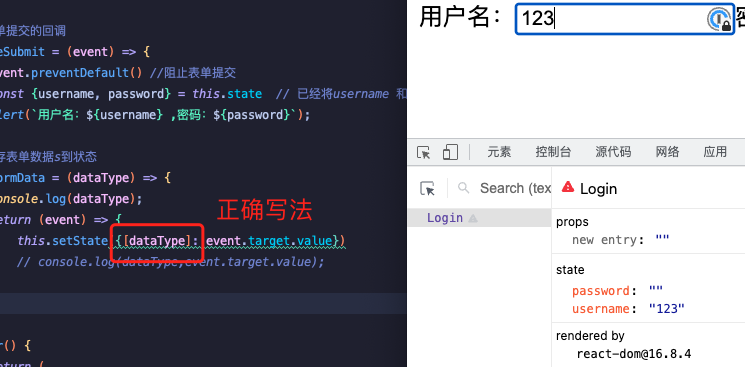 单提交的回调
eSubmit = (event) => {
vent.preventDefault() //阻止表单提交
onst {username, password} = this.state // 已经将username 和
lert(`用户名：${username} ,密码：${password}`);
存表单数据s到状态
ormData = (dataType) => {
onsole.log(dataType);
eturn (event) => {
正确写法
this.setState({[dataType]: event.target.value})
// console.log(dataType,event.target.value);
r() {
eturn (
用户名： 123 密
元素 控制台 源代码 网络 应用
Search (tex
Login
Login
props
new entry: ""
state
password: ""
username: "123"
rendered by
react-dom@16.8.4